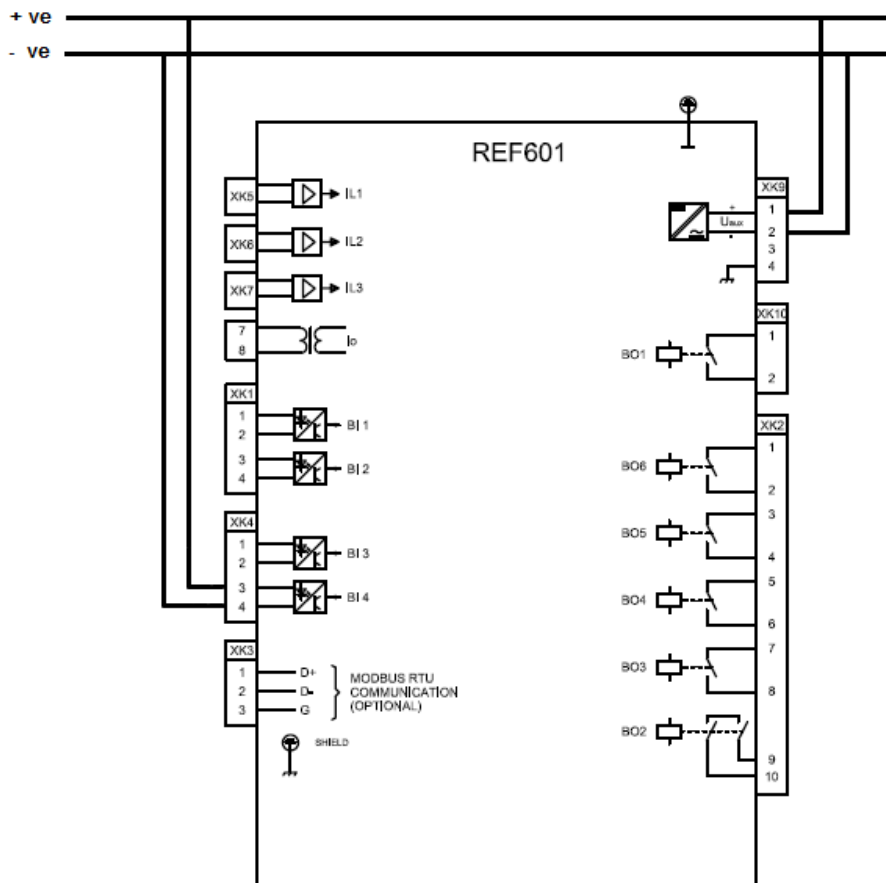 + ve
- ve
REF601
XK5
IL1
XK6
IL2
XK7
IL3
7
8
Io
XK1
1
2
BI 1
3
4
BI 2
XK4
1
2
BI 3
3
4
BI 4
XK3
1
D+
2
D-
3
G
MODBUS RTU
COMMUNICATION
(OPTIONAL)
SHIELD
XK9
+
1
Uaux
2
-
3
4
XK10
BO1
1
2
XK2
BO6
1
2
BO5
3
4
BO4
5
6
BO3
7
8
BO2
9
10